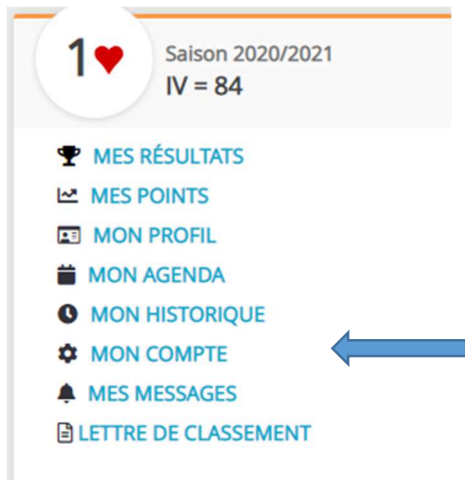 1♥
Saison 2020/2021
IV = 84
MES RÉSULTATS
MES POINTS
MON PROFIL
MON AGENDA
MON HISTORIQUE
MON COMPTE
MES MESSAGES
LETTRE DE CLASSEMENT